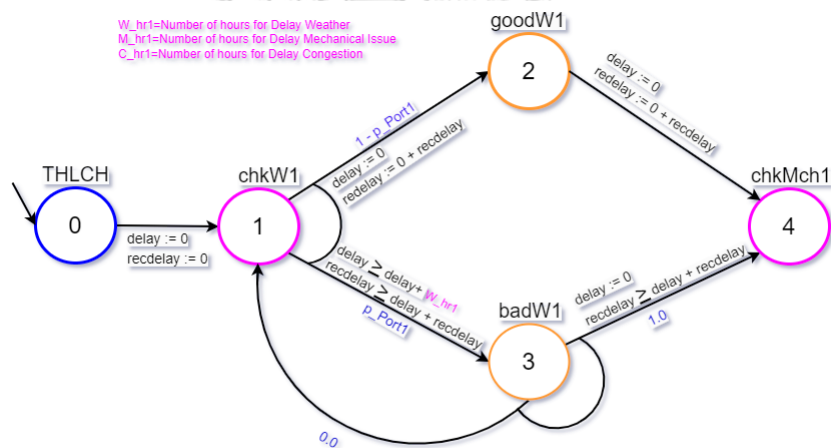 W_hr1=Number of hours for Delay Weather
M_hr1=Number of hours for Delay Mechanical Issue
C_hr1=Number of hours for Delay Congestion
goodW1
2
delay := 0
redelay := 0 + recdelay
1 - p_Port1
delay := 0
redelay := 0 + recdelay
THLCH
0
delay := 0
recdelay := 0
chkW1
1
chkMch1
4
delay ≥ delay+ W_hr1
recdelay ≥ delay + recdelay
p_Port1
badW1
3
delay := 0
recdelay ≥ delay + recdelay
1.0
0.0